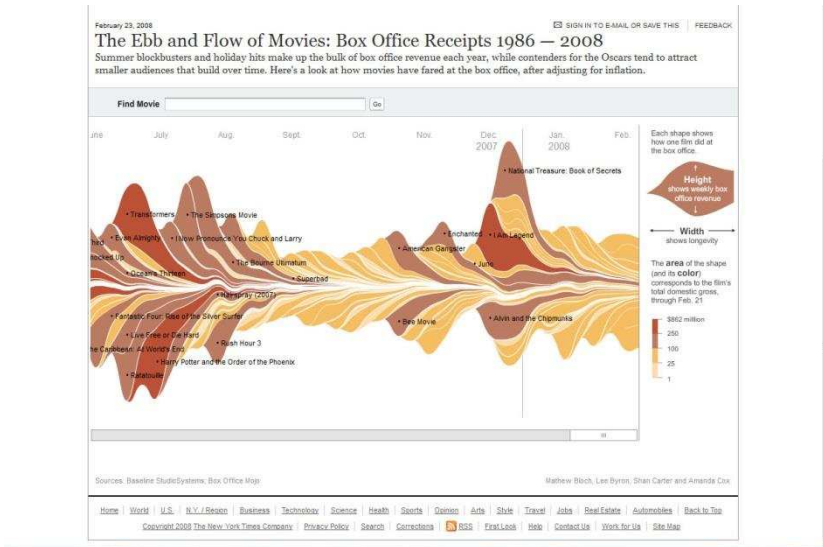 February 23, 2008
SIGN IN TO E-MAIL OR SAVE THIS
FEEDBACK
The Ebb and Flow of Movies: Box Office Receipts 1986 — 2008
Summer blockbusters and holiday hits make up the bulk of box office revenue each year, while contenders for the Oscars tend to attract
smaller audiences that build over time. Here's a look at how movies have fared at the box office, after adjusting for inflation.
Find Movie
Go
une
July
Aug.
Sept.
Oct.
Nov.
Dec.
2007
Jan.
2008
Feb.
Each shape shows
how one film did at
the box office.
Height
shows weekly box
office revenue
Width
shows longevity
The area of the shape
(and its color)
corresponds to the film's
total domestic gross,
through Feb. 21
$862 million
250
100
25
1
National Treasure: Book of Secrets
Transformers
The Simpsons Movie
Third
Evan Almighty
I Now Pronounce You Chuck and Larry
Enchanted
I Am Legend
American Gangster
nocked Up
The Bourne Ultimatum
Juno
Ocean's Thirteen
Superbad
Hairspray (2007)
Fantastic Four: Rise of the Silver Surfer
Bee Movie
Alvin and the Chipmunks
Live Free or Die Hard
Rush Hour 3
he Caribbean: At World's End
Harry Potter and the Order of the Phoenix
Ratatouille
Sources: Baseline StudioSystems; Box Office Mojo
Mathew Bloch, Lee Byron, Shan Carter and Amanda Cox
Home World U.S. N.Y. / Region Business Technology Science Health Sports Opinion Arts Style Travel Jobs Real Estate Automobiles Back to Top
Copyright 2008 The New York Times Company Privacy Policy Search Corrections RSS First Look Help Contact Us Work for Us Site Map